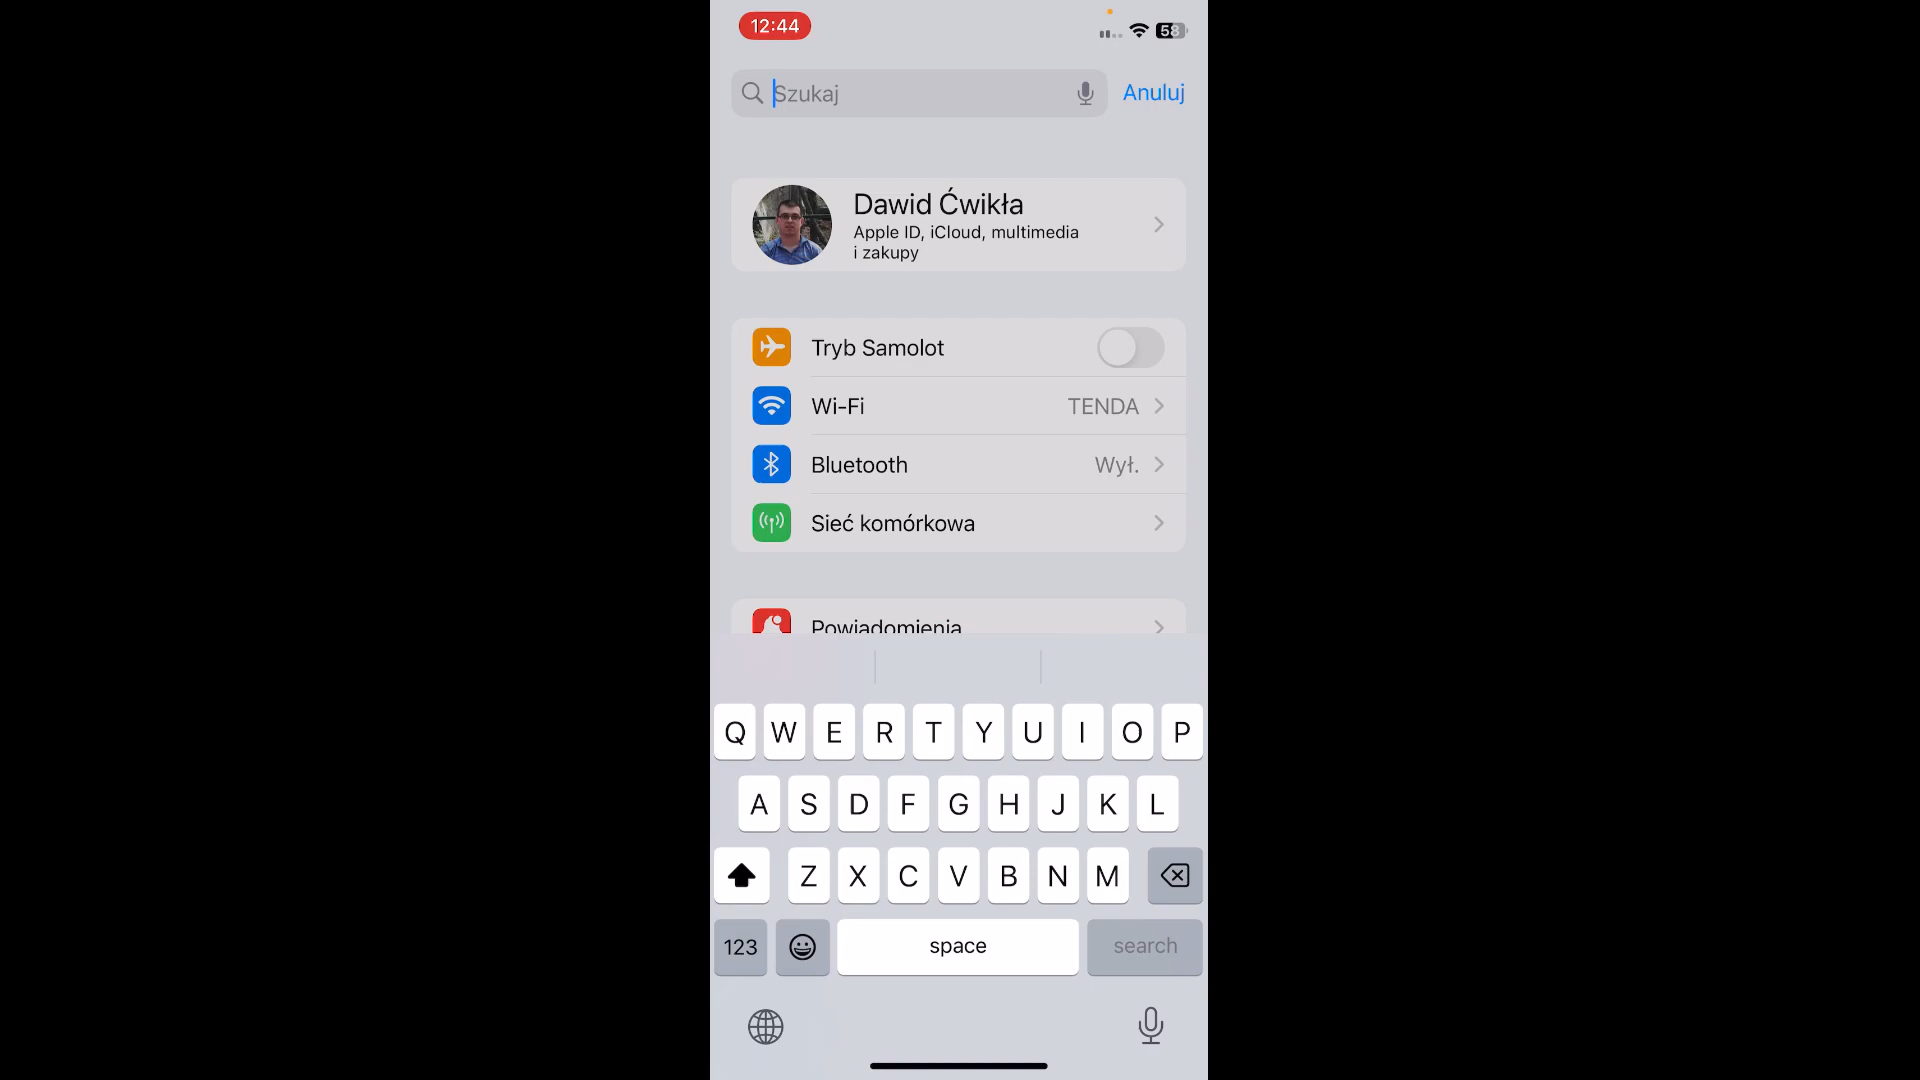 12:44
58
Szukaj
Anuluj
Dawid Ćwikła
Apple ID, iCloud, multimedia
i zakupy
Tryb Samolot
Wi-Fi TENDA
Bluetooth Wył.
Sieć komórkowa
Powiadomienia
Q W E R T Y U I O P
A S D F G H J K L
Z X C V B N M
123 space search